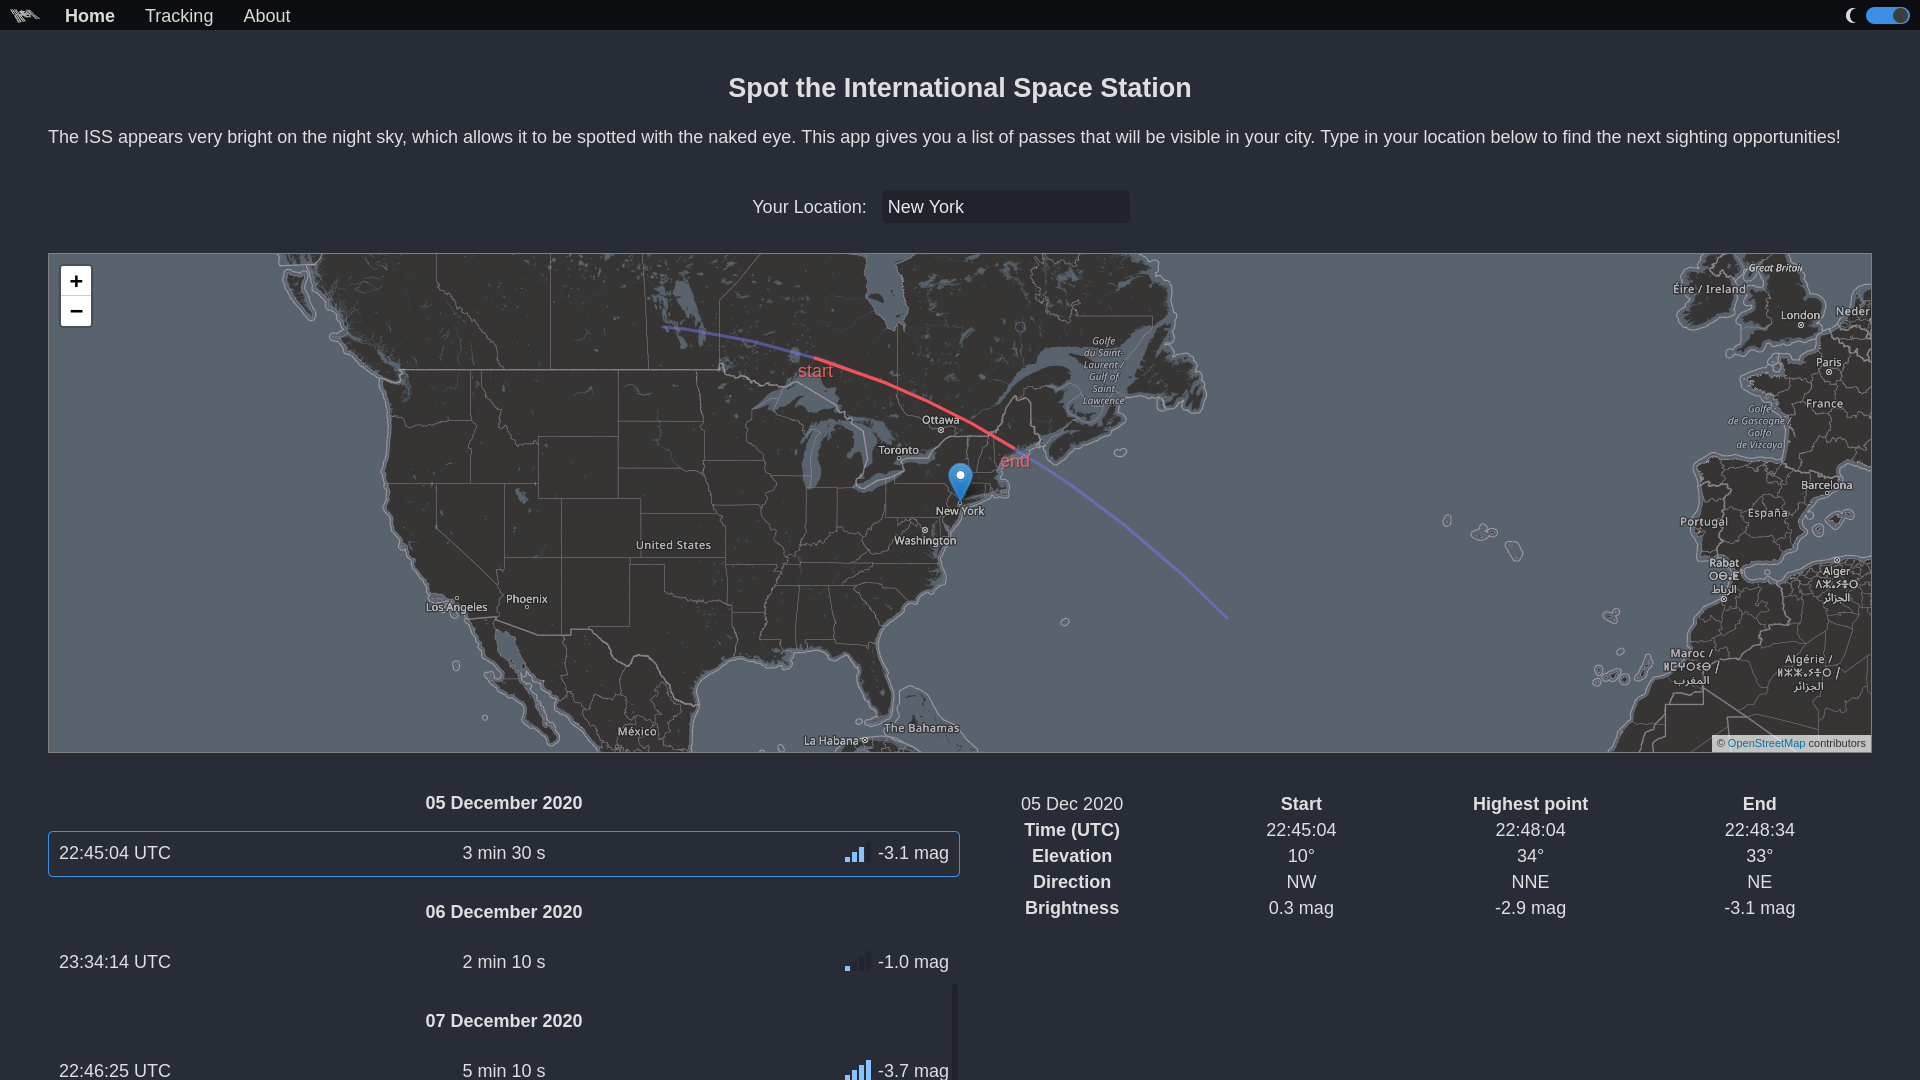 Home Tracking About
Spot the International Space Station
The ISS appears very bright on the night sky, which allows it to be spotted with the naked eye. This app gives you a list of passes that will be visible in your city. Type in your location below to find the next sighting opportunities!
Your Location: New York
+
−
Great Britain
Éire / Ireland
London
Neder
Golfe
du Saint-
Laurent /
Gulf of
Saint
Lawrence
Paris
start
France
Golfe
de Gascogne /
Golfo
de Vizcaya
Ottawa
Toronto
end
Barcelona
New York
España
Portugal
Washington
United States
Rabat
ⵔⴱⴰⵟ
الرباط
Alger
الجزائر
Phoenix
Los Angeles
Maroc /
ⵍⵎⵖⵔⵉⴱ /
المغرب
Algérie /
الجزائر
México
The Bahamas
La Habana
© OpenStreetMap contributors
05 December 2020
22:45:04 UTC 3 min 30 s -3.1 mag
06 December 2020
23:34:14 UTC 2 min 10 s -1.0 mag
07 December 2020
22:46:25 UTC 5 min 10 s -3.7 mag
05 Dec 2020 Start Highest point End
Time (UTC) 22:45:04 22:48:04 22:48:34
Elevation 10° 34° 33°
Direction NW NNE NE
Brightness 0.3 mag -2.9 mag -3.1 mag